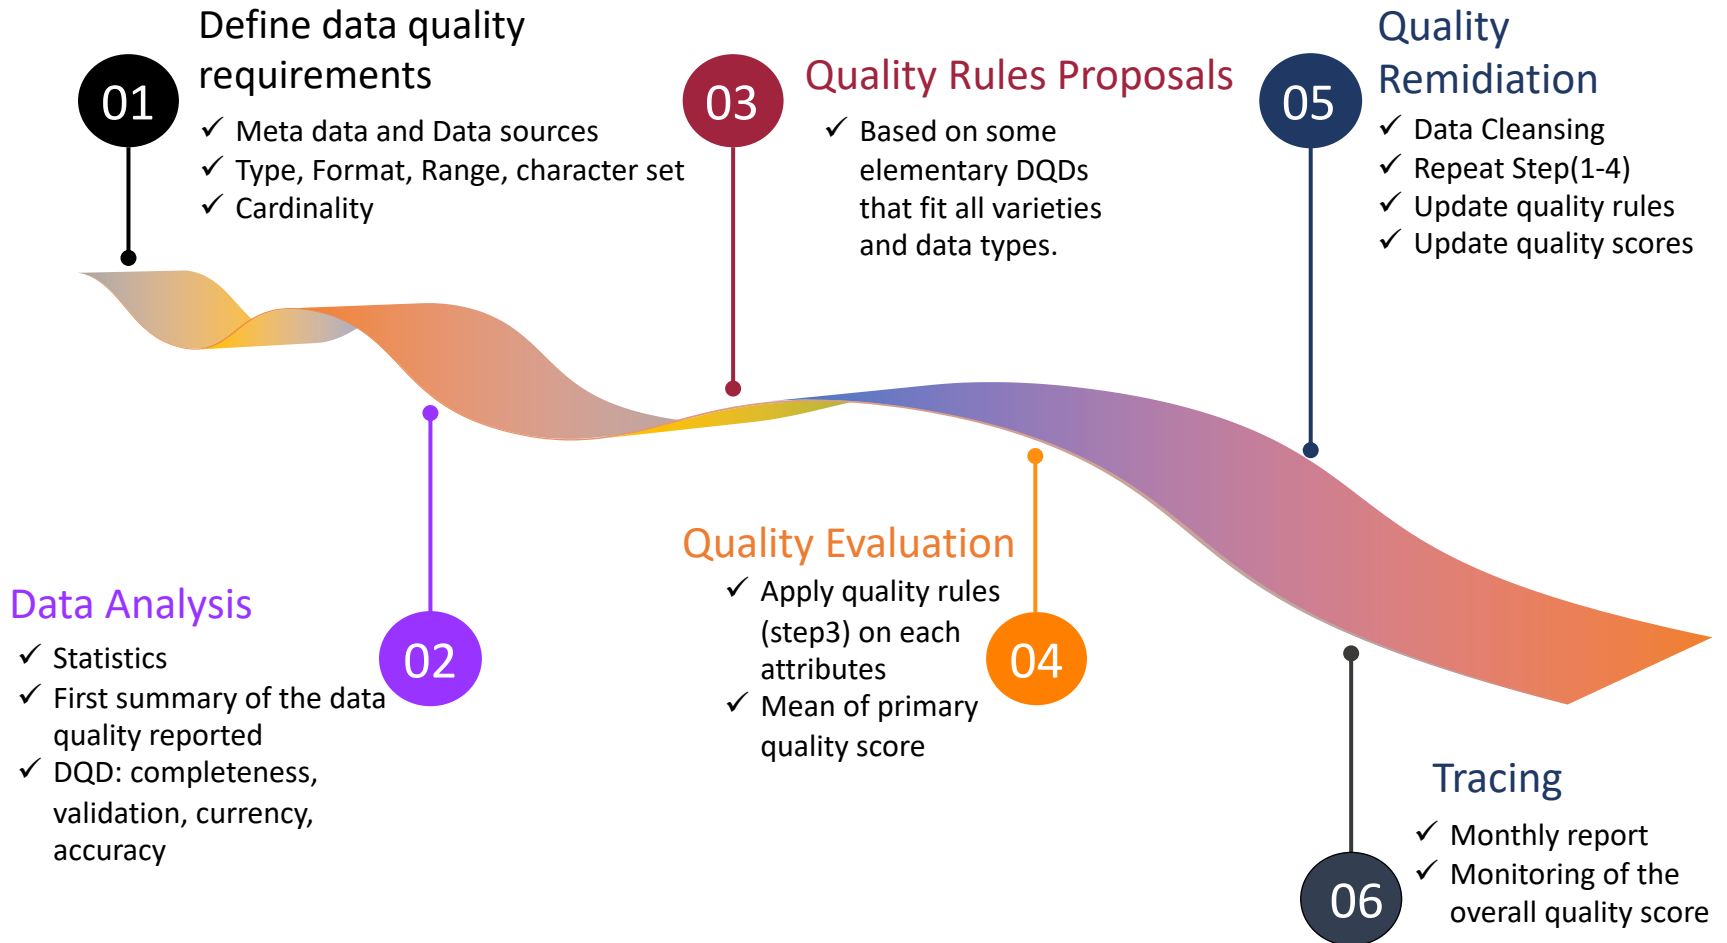 01
Define data quality
requirements
✓ Meta data and Data sources
✓ Type, Format, Range, character set
✓ Cardinality
02
Data Analysis
✓ Statistics
✓ First summary of the data
quality reported
✓ DQD: completeness,
validation, currency,
accuracy
03
Quality Rules Proposals
✓ Based on some
elementary DQDs
that fit all varieties
and data types.
04
Quality Evaluation
✓ Apply quality rules
(step3) on each
attributes
✓ Mean of primary
quality score
05
Quality
Remidiation
✓ Data Cleansing
✓ Repeat Step(1-4)
✓ Update quality rules
✓ Update quality scores
06
Tracing
✓ Monthly report
✓ Monitoring of the
overall quality score